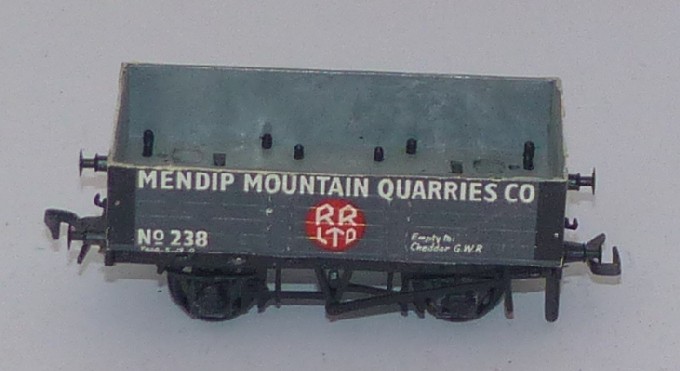 MENDIP MOUNTAIN QUARRIES CO
RR
LTD
No 238
Empty to
Cheddar G.W.R